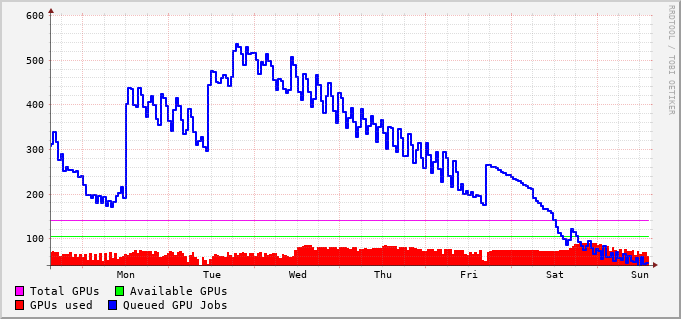 600
500
400
300
200
100
Mon Tue Wed Thu Fri Sat Sun
Total GPUs Available GPUs
GPUs used Queued GPU Jobs
RRDTOOL / TOBI OETIKER